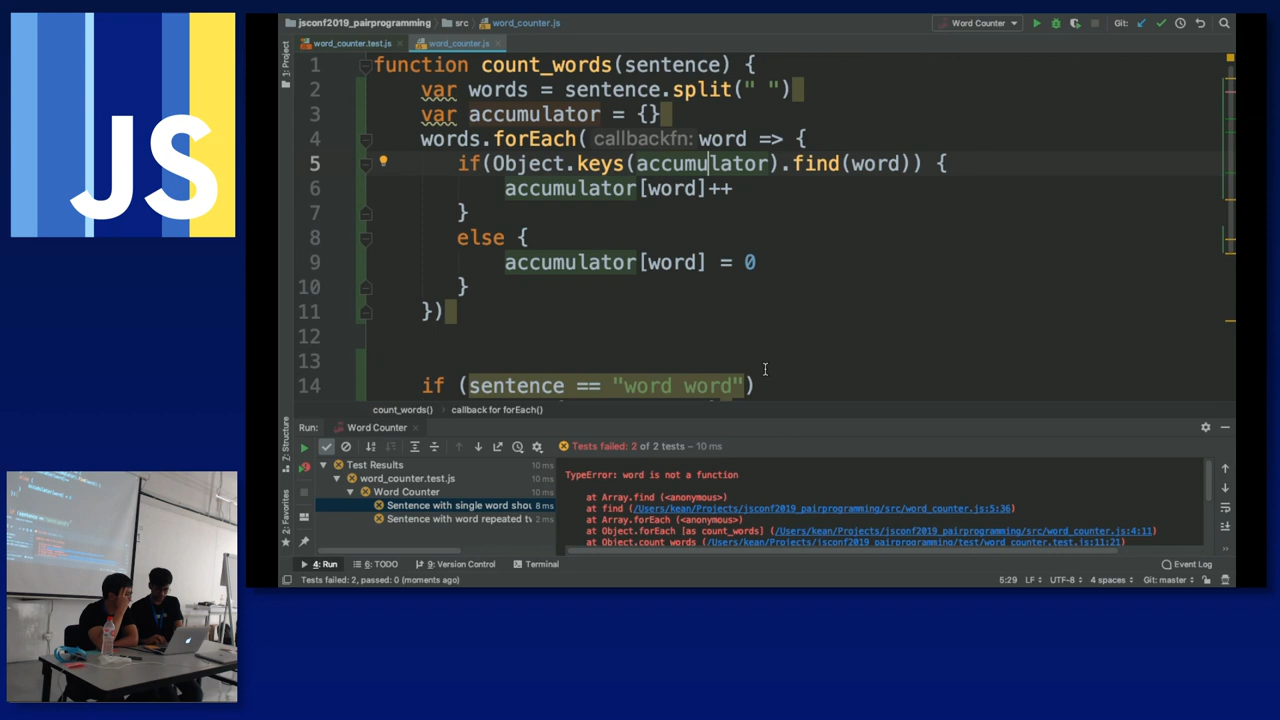 JS
jsconf2019_pairprogramming src word_counter.js Word Counter Git:
word_counter.test.js word_counter.js
1: Project
1 function count_words(sentence) {
2 var words = sentence.split(" ")
3 var accumulator = {}
4 words.forEach( callbackfn: word => {
5 if(Object.keys(accumulator).find(word)) {
6 accumulator[word]++
7 }
8 else {
9 accumulator[word] = 0
10 }
11 })
12
13
14 if (sentence == "word word")
count_words() callback for forEach()
Run: Word Counter
Z: Structure
2: Favorites
Tests failed: 2 of 2 tests – 10 ms
Test Results 10 ms
word_counter.test.js 10 ms
Word Counter 10 ms
Sentence with single word shou 8 ms
Sentence with word repeated tv 2 ms
TypeError: word is not a function
at Array.find (<anonymous>)
at find (/Users/kean/Projects/jsconf2019_pairprogramming/src/word_counter.js:5:36)
at Array.forEach (<anonymous>)
at Object.forEach [as count_words] (/Users/kean/Projects/jsconf2019_pairprogramming/src/word_counter.js:4:11)
at Object.count_words (/Users/kean/Projects/jsconf2019_pairprogramming/test/word_counter.test.js:11:21)
4: Run 6: TODO 9: Version Control Terminal Event Log
Tests failed: 2, passed: 0 (moments ago) 5:29 LF UTF-8 4 spaces Git: master